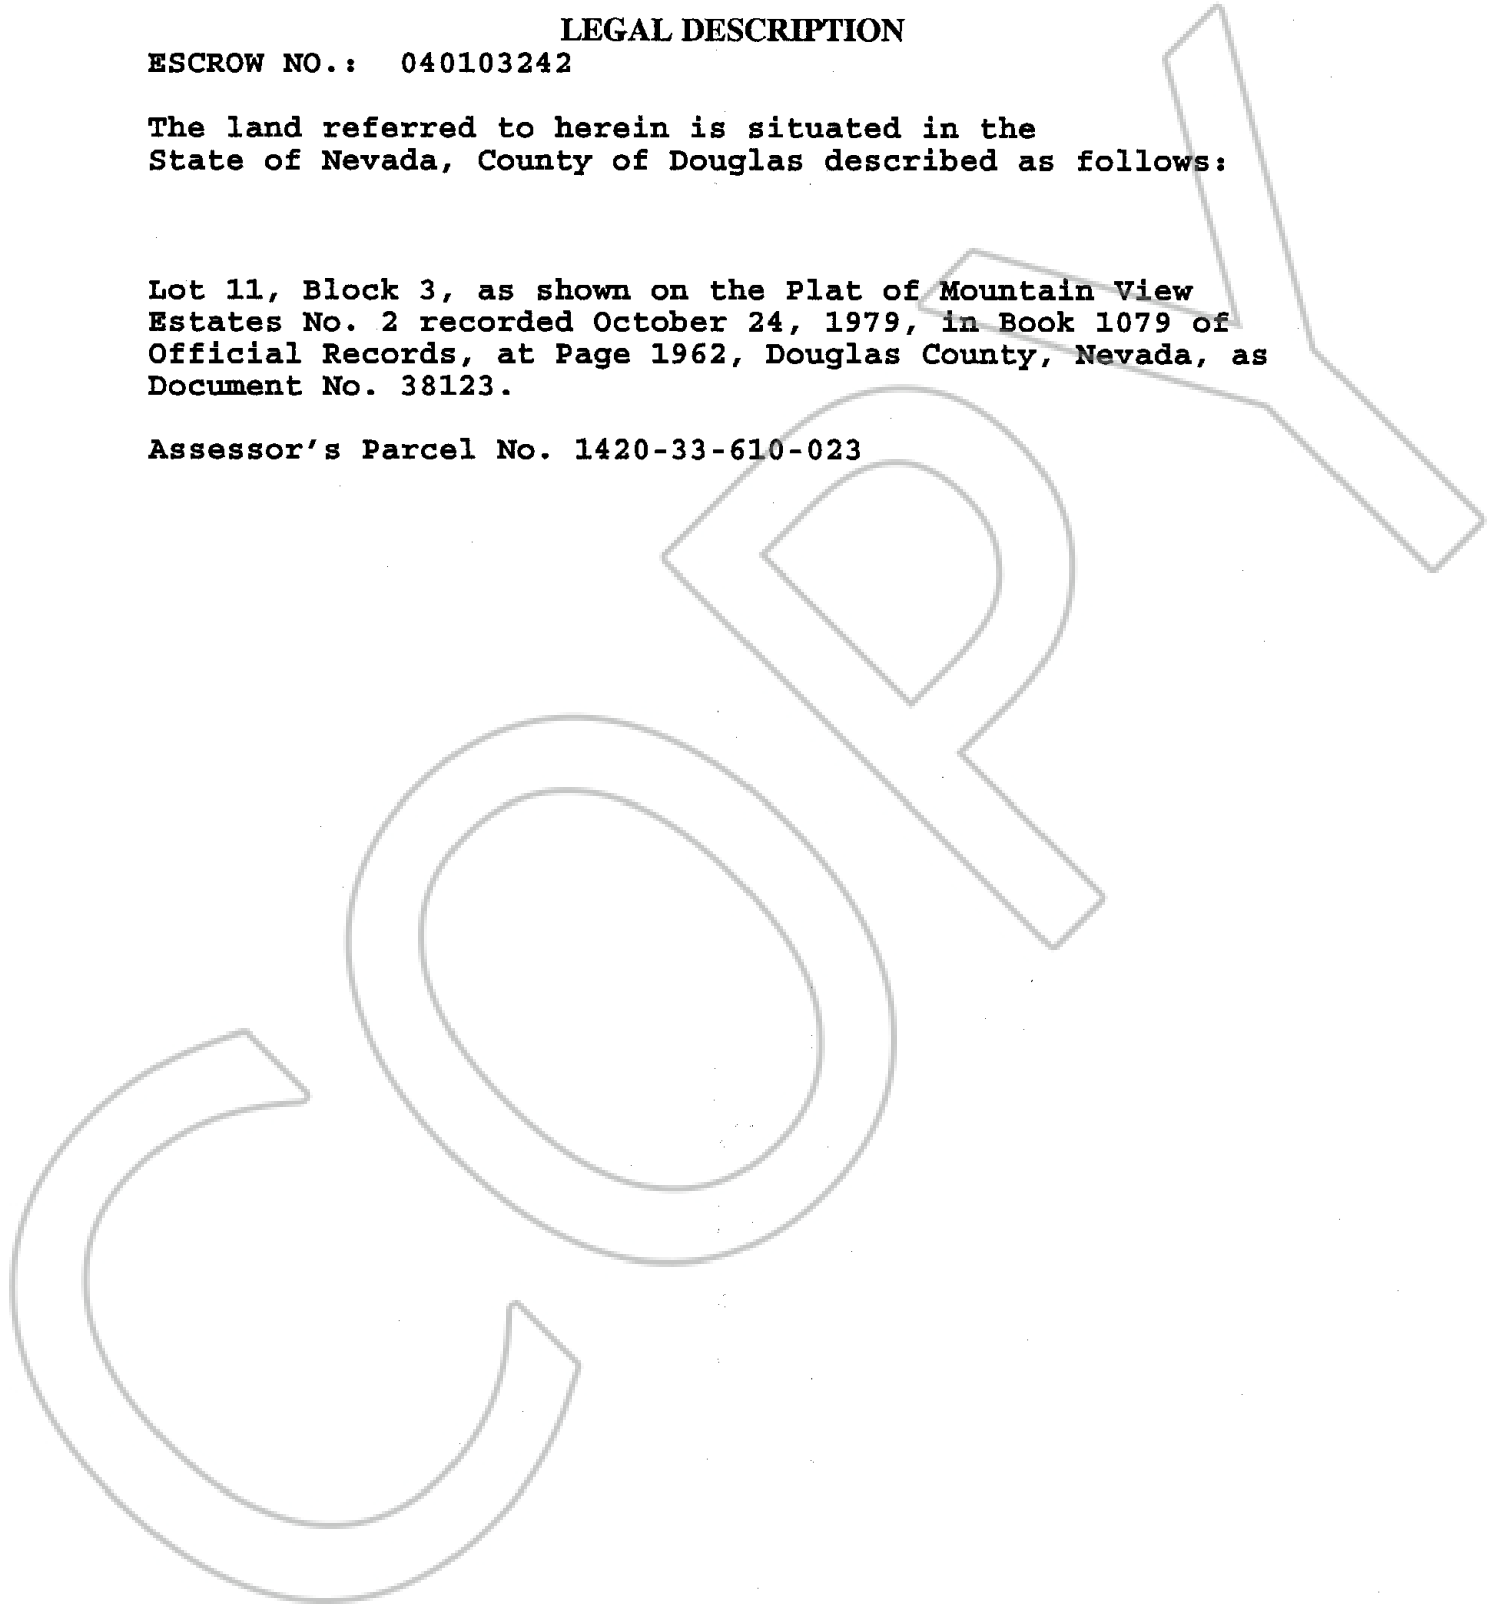 LEGAL DESCRIPTION
ESCROW NO.: 040103242
The land referred to herein is situated in the
State of Nevada, County of Douglas described as follows:
Lot 11, Block 3, as shown on the Plat of Mountain View
Estates No. 2 recorded October 24, 1979, in Book 1079 of
Official Records, at Page 1962, Douglas County, Nevada, as
Document No. 38123.
Assessor's Parcel No. 1420-33-610-023
COPY